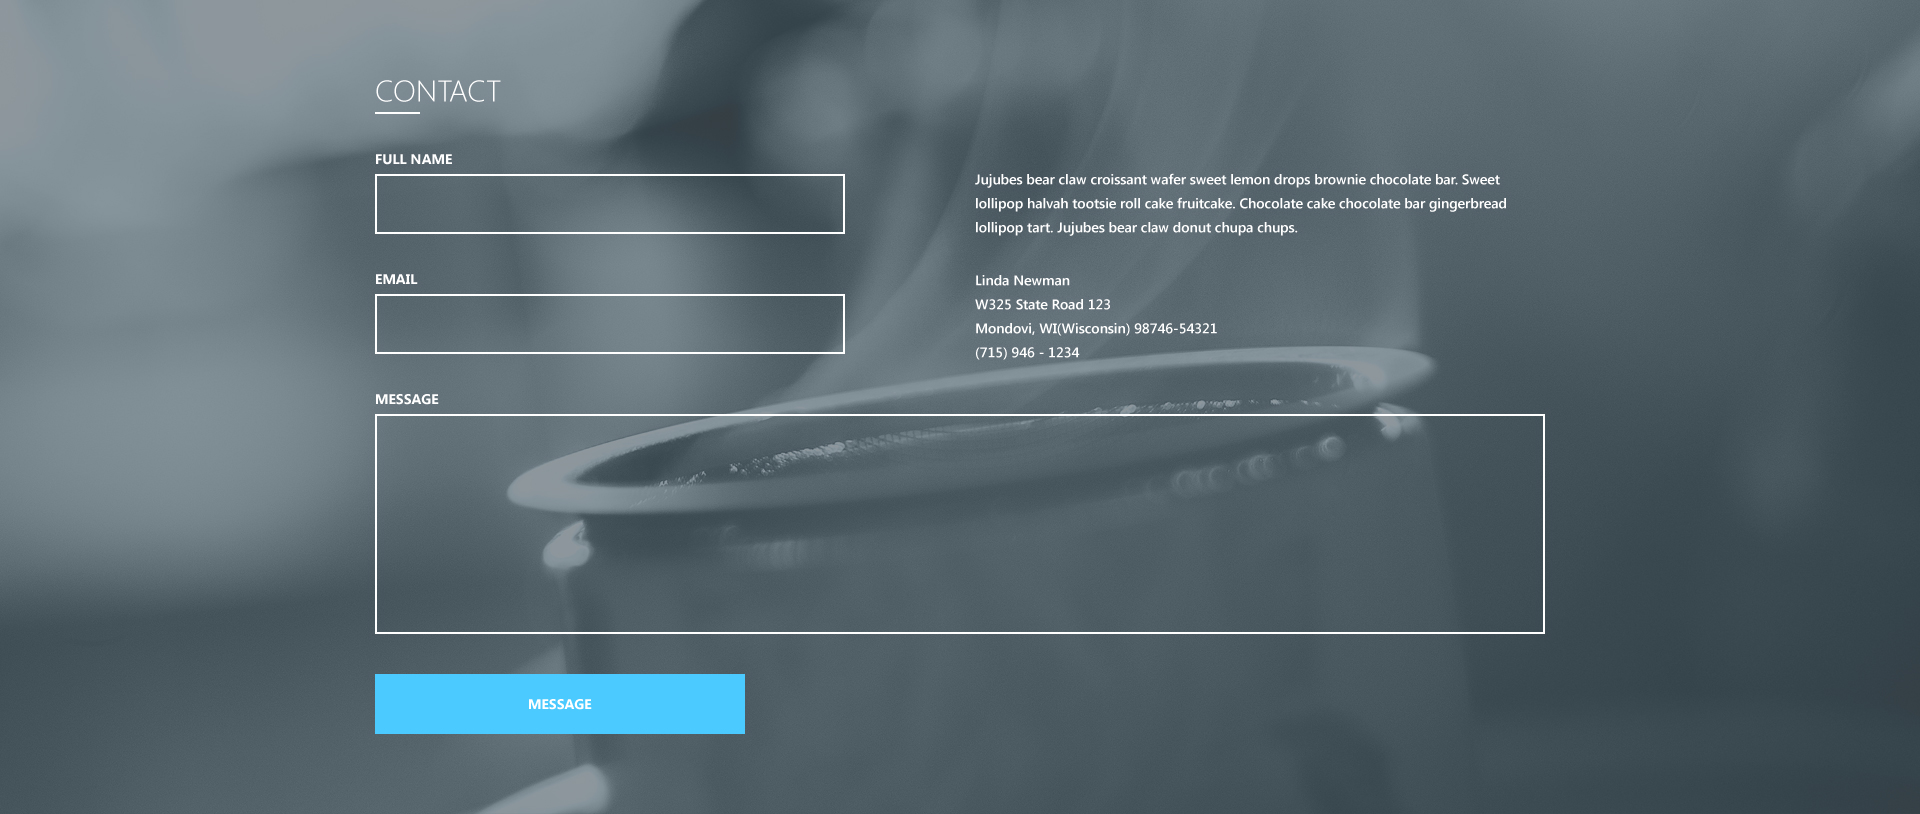 CONTACT
FULL NAME
Jujubes bear claw croissant wafer sweet lemon drops brownie chocolate bar. Sweet
lollipop halvah tootsie roll cake fruitcake. Chocolate cake chocolate bar gingerbread
lollipop tart. Jujubes bear claw donut chupa chups.
EMAIL
Linda Newman
W325 State Road 123
Mondovi, WI(Wisconsin) 98746-54321
(715) 946 - 1234
MESSAGE
MESSAGE